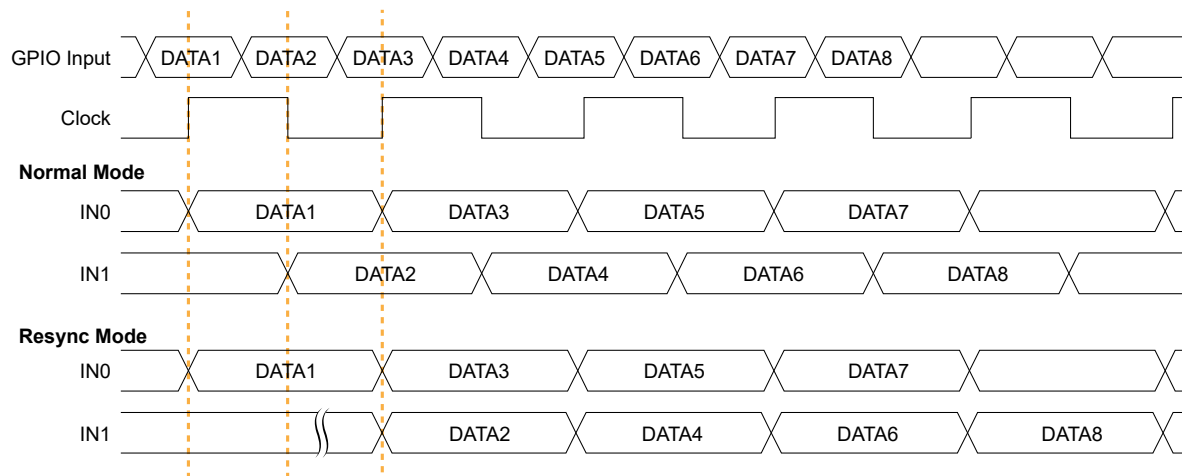 GPIO Input DATA1 DATA2 DATA3 DATA4 DATA5 DATA6 DATA7 DATA8
Clock
Normal Mode
IN0 DATA1 DATA3 DATA5 DATA7
IN1 DATA2 DATA4 DATA6 DATA8
Resync Mode
IN0 DATA1 DATA3 DATA5 DATA7
IN1 DATA2 DATA4 DATA6 DATA8